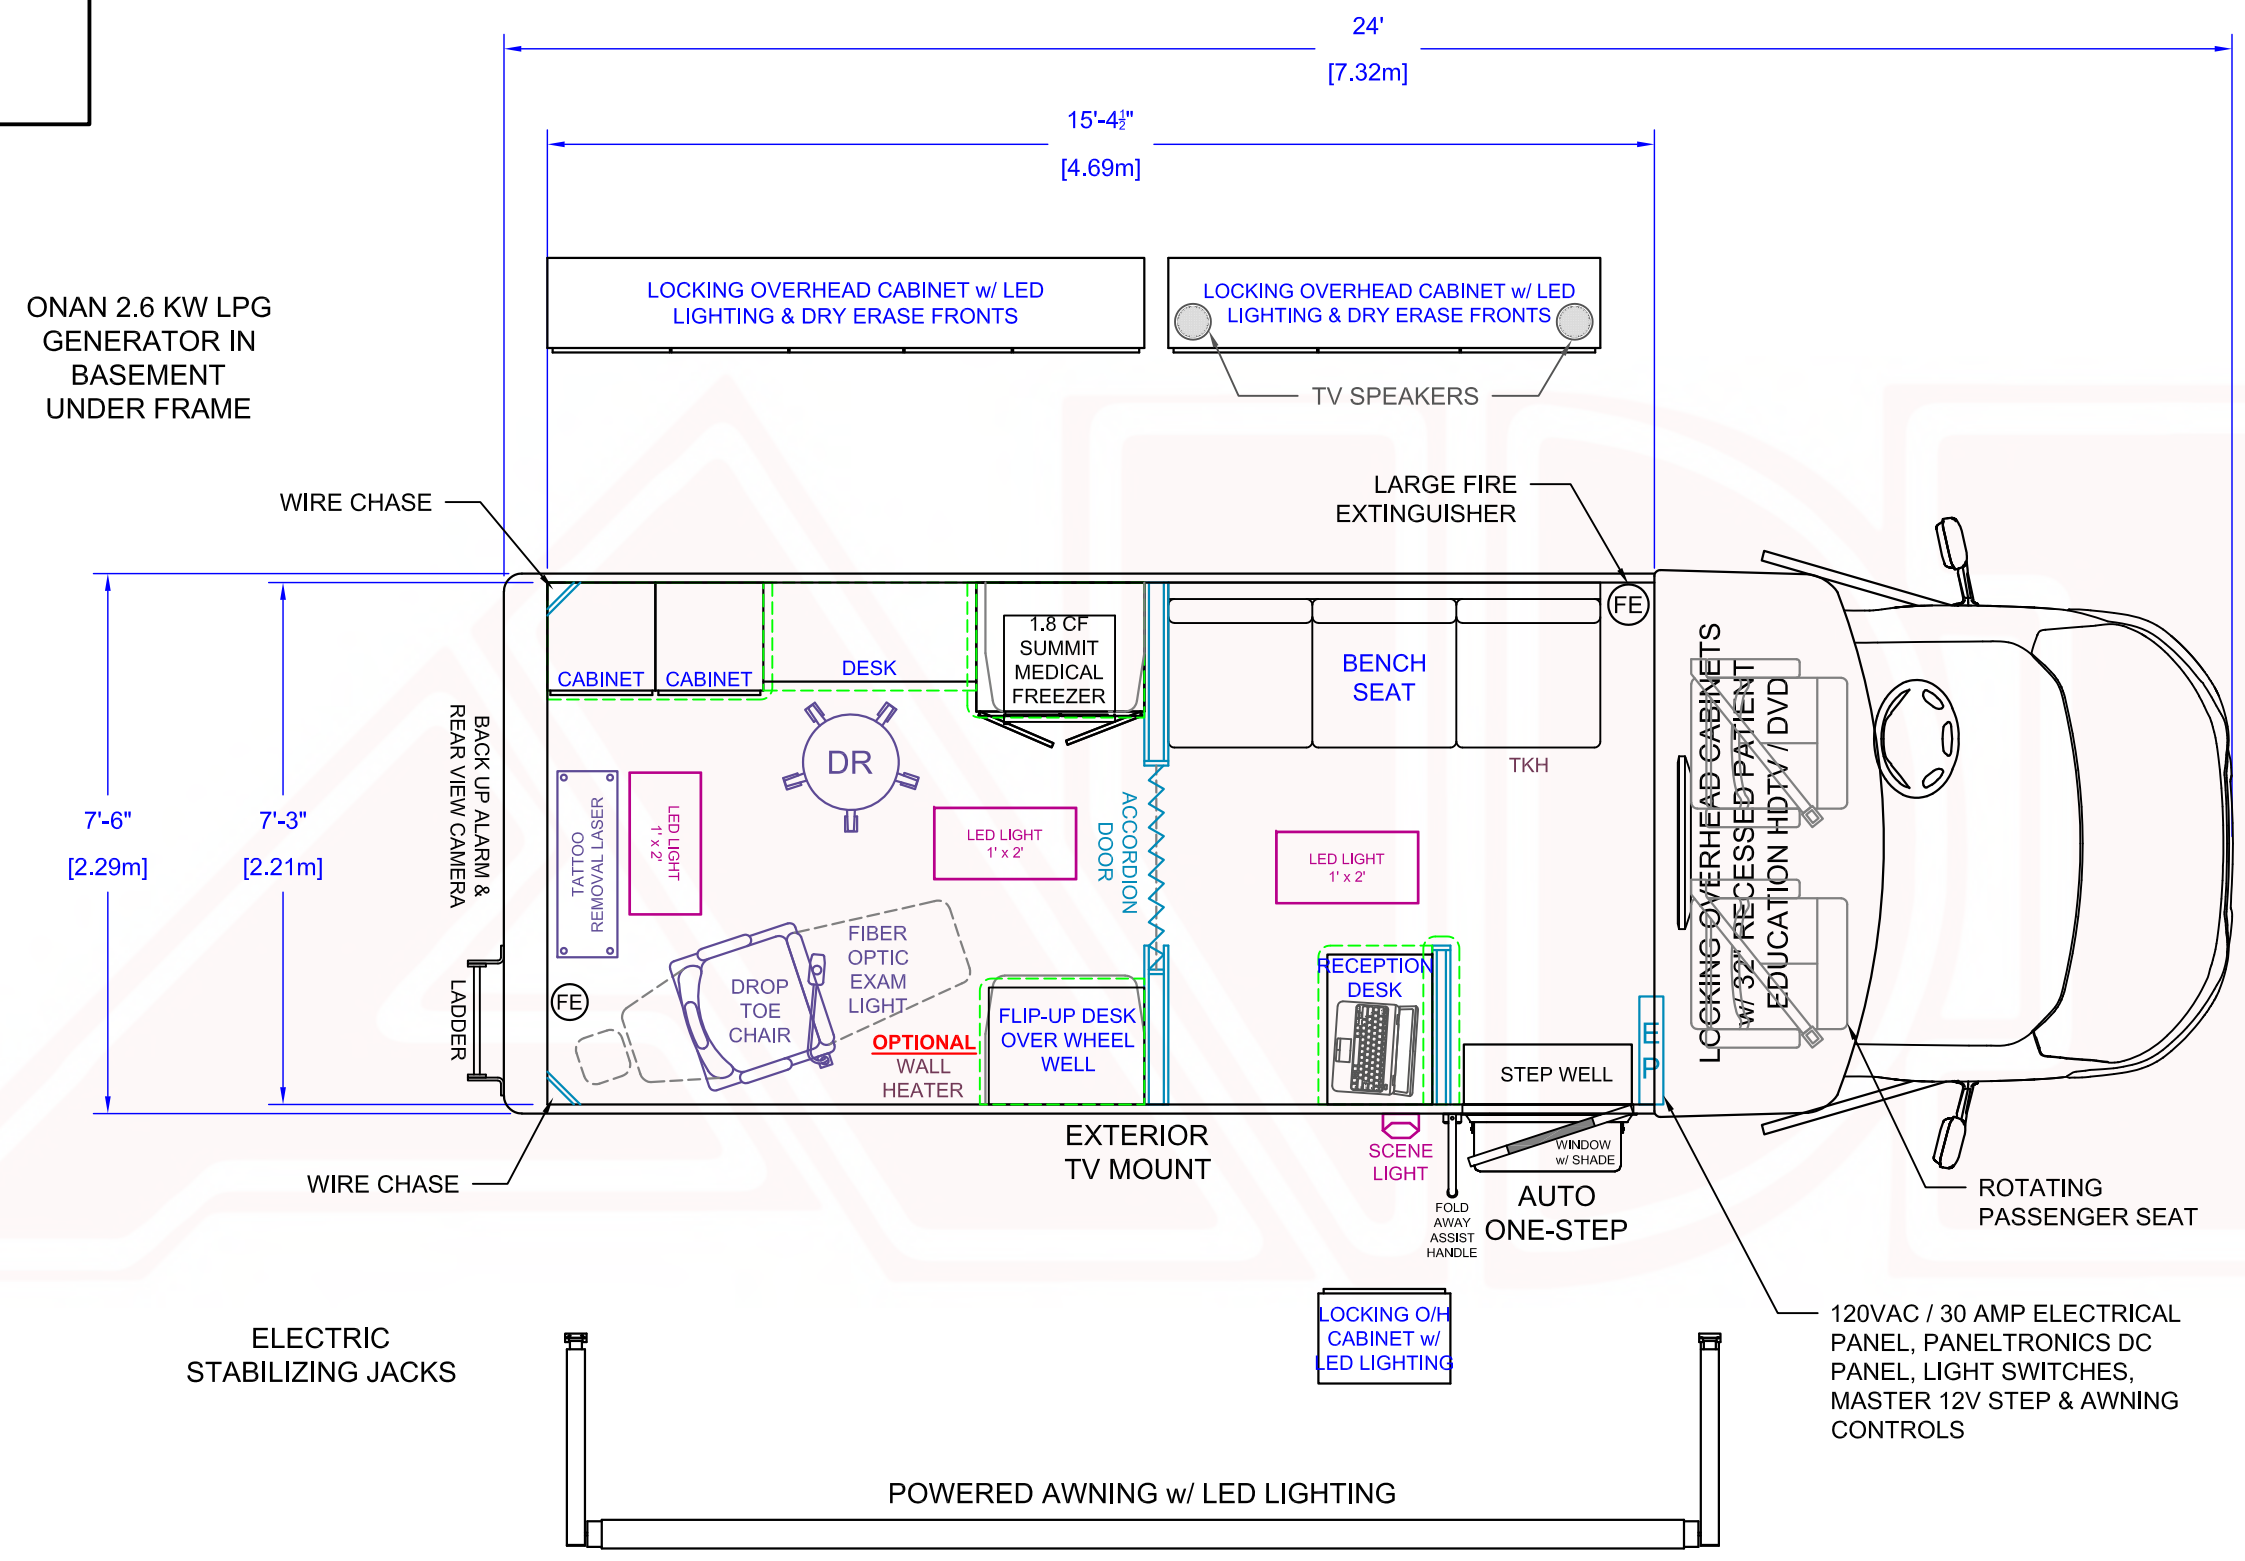 24'
[7.32m]
15'-4½"
[4.69m]
LOCKING OVERHEAD CABINET w/ LED
LIGHTING & DRY ERASE FRONTS
LOCKING OVERHEAD CABINET w/ LED
LIGHTING & DRY ERASE FRONTS
TV SPEAKERS
ONAN 2.6 KW LPG
GENERATOR IN
BASEMENT
UNDER FRAME
WIRE CHASE
LARGE FIRE
EXTINGUISHER
FE
CABINET
CABINET
DESK
1.8 CF
SUMMIT
MEDICAL
FREEZER
BENCH
SEAT
TKH
DR
7'-6"
[2.29m]
7'-3"
[2.21m]
BACK UP ALARM &
REAR VIEW CAMERA
LADDER
TATTOO
REMOVAL LASER
LED LIGHT
1' x 2'
LED LIGHT
1' x 2'
ACCORDION
DOOR
LED LIGHT
1' x 2'
LOCKING OVERHEAD CABINETS
w/ 32" RECESSED PATIENT
EDUCATION HDTV / DVD
FE
DROP
TOE
CHAIR
FIBER
OPTIC
EXAM
LIGHT
OPTIONAL
WALL
HEATER
FLIP-UP DESK
OVER WHEEL
WELL
RECEPTION
DESK
STEP WELL
E
P
WIRE CHASE
EXTERIOR
TV MOUNT
SCENE
LIGHT
FOLD
AWAY
ASSIST
HANDLE
WINDOW
w/ SHADE
AUTO
ONE-STEP
ROTATING
PASSENGER SEAT
ELECTRIC
STABILIZING JACKS
LOCKING O/H
CABINET w/
LED LIGHTING
120VAC / 30 AMP ELECTRICAL
PANEL, PANELTRONICS DC
PANEL, LIGHT SWITCHES,
MASTER 12V STEP & AWNING
CONTROLS
POWERED AWNING w/ LED LIGHTING